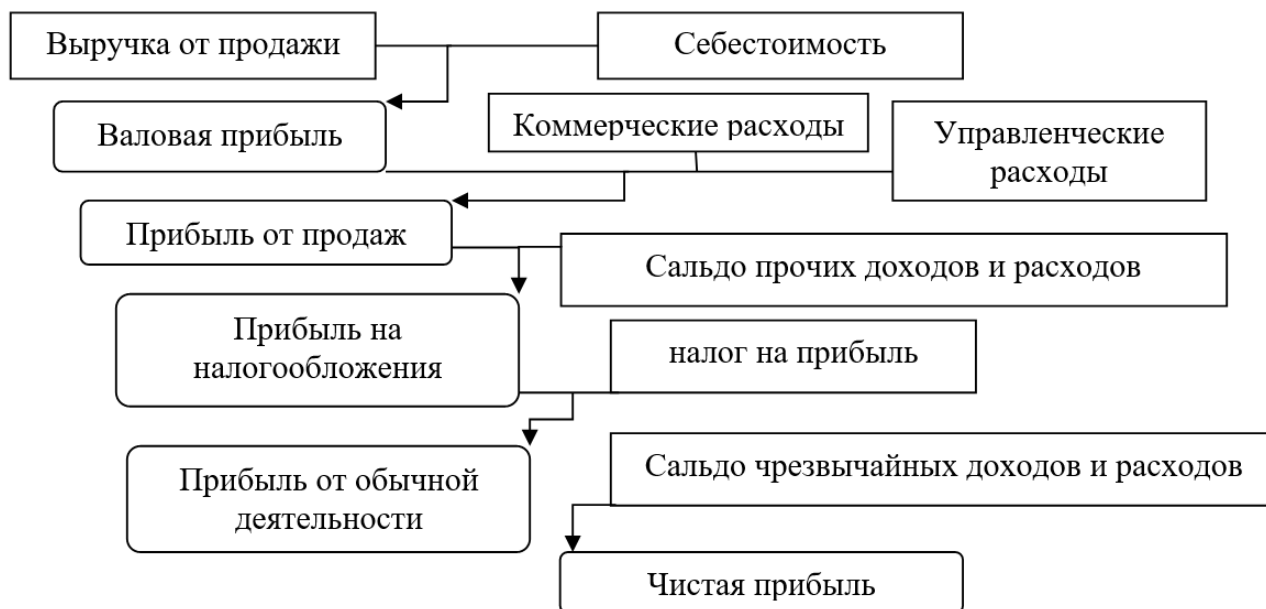 Выручка от продажи
Себестоимость
Валовая прибыль
Коммерческие расходы
Управленческие
расходы
Прибыль от продаж
Сальдо прочих доходов и расходов
Прибыль на
налогообложения
налог на прибыль
Прибыль от обычной
деятельности
Сальдо чрезвычайных доходов и расходов
Чистая прибыль